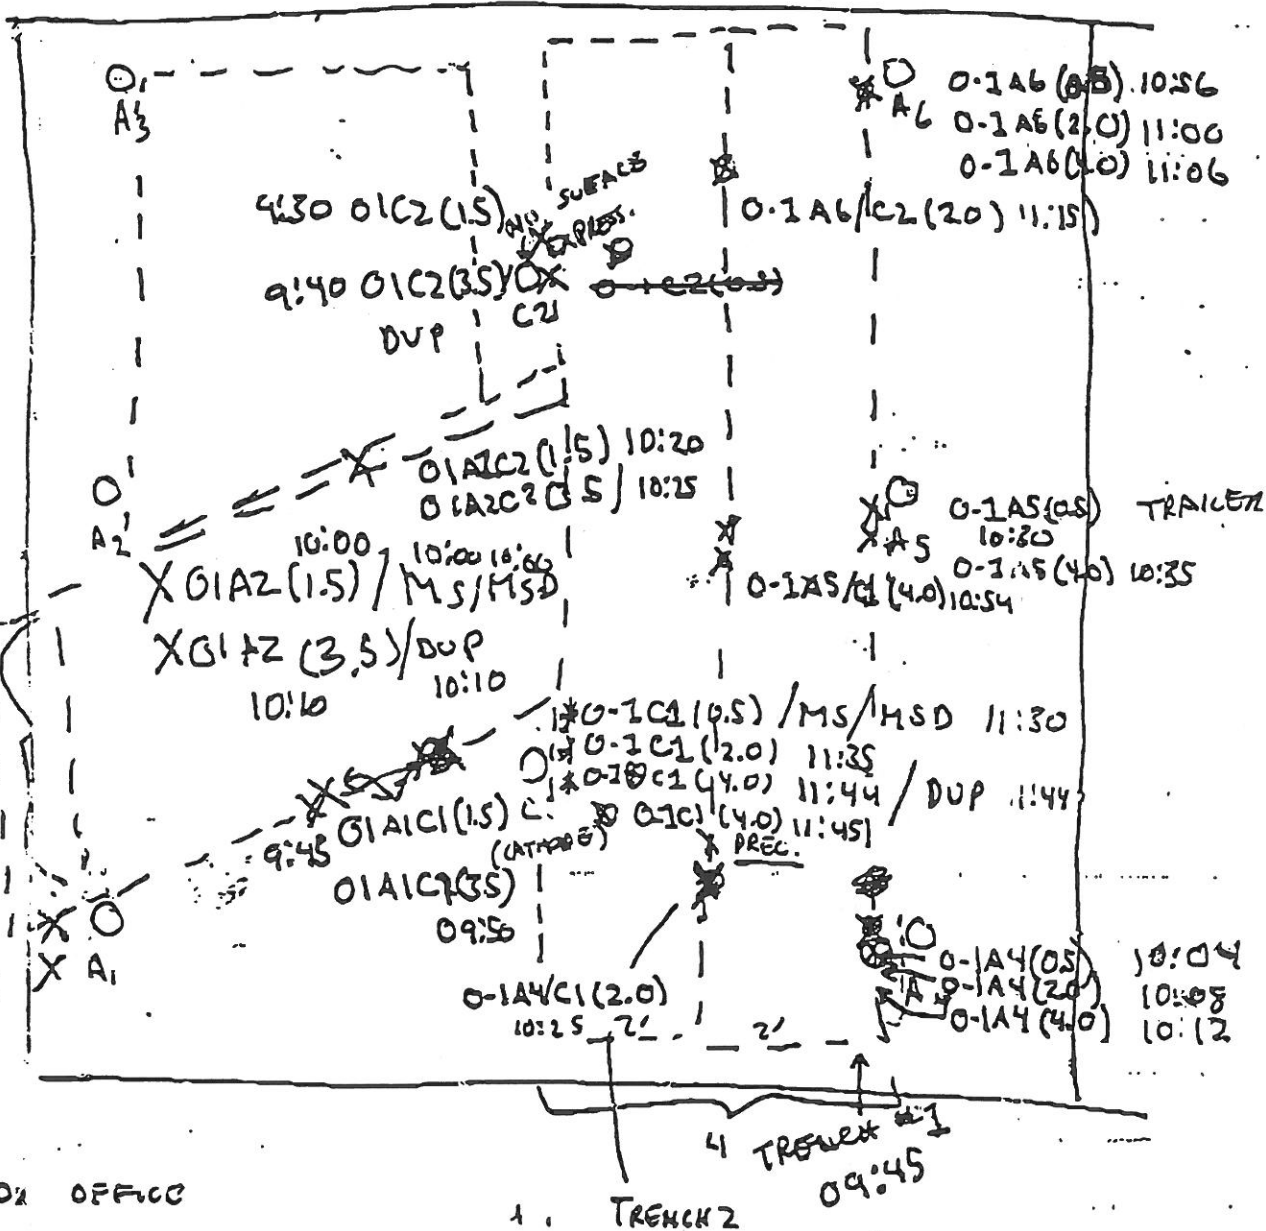 A3
A6
0-1A6 (0.5) 10:56
0-1A6 (2.0) 11:00
0-1A6 (4.0) 11:06
9:30 01C2 (1.5)
0-1A6/C2 (2.0) 11:15
9:40 01C2 (3.5)
C2
DUP
01A2C2 (1.5) 10:20
01A2C2 (3.5) 10:25
A2
10:00 10:00 10:00
X 01A2 (1.5) / MS/MSD
X 01A2 (3.5) / DUP
10:10 10:10
A5
0-1A5 (0.5) TRAILER
10:30
0-1A5 (4.0) 10:35
0-1A5/C1 (4.0) 10:54
0-1C1 (0.5) /MS/MSD 11:30
0-1C1 (2.0) 11:35
0-1C1 (4.0) 11:44 / DUP 11:44
0-1C1 (4.0) 11:45
PREC.
01A1C1 (1.5)
9:45
(CATHODE)
01A1C1 (3.5)
09:50
X A1
0-1A4 (0.5) 10:04
0-1A4 (2.0) 10:08
0-1A4 (4.0) 10:12
0-1A4/C1 (2.0)
10:25 2' 2'
4
TRENCH #1
09:45
OFFICE
TRENCH 2